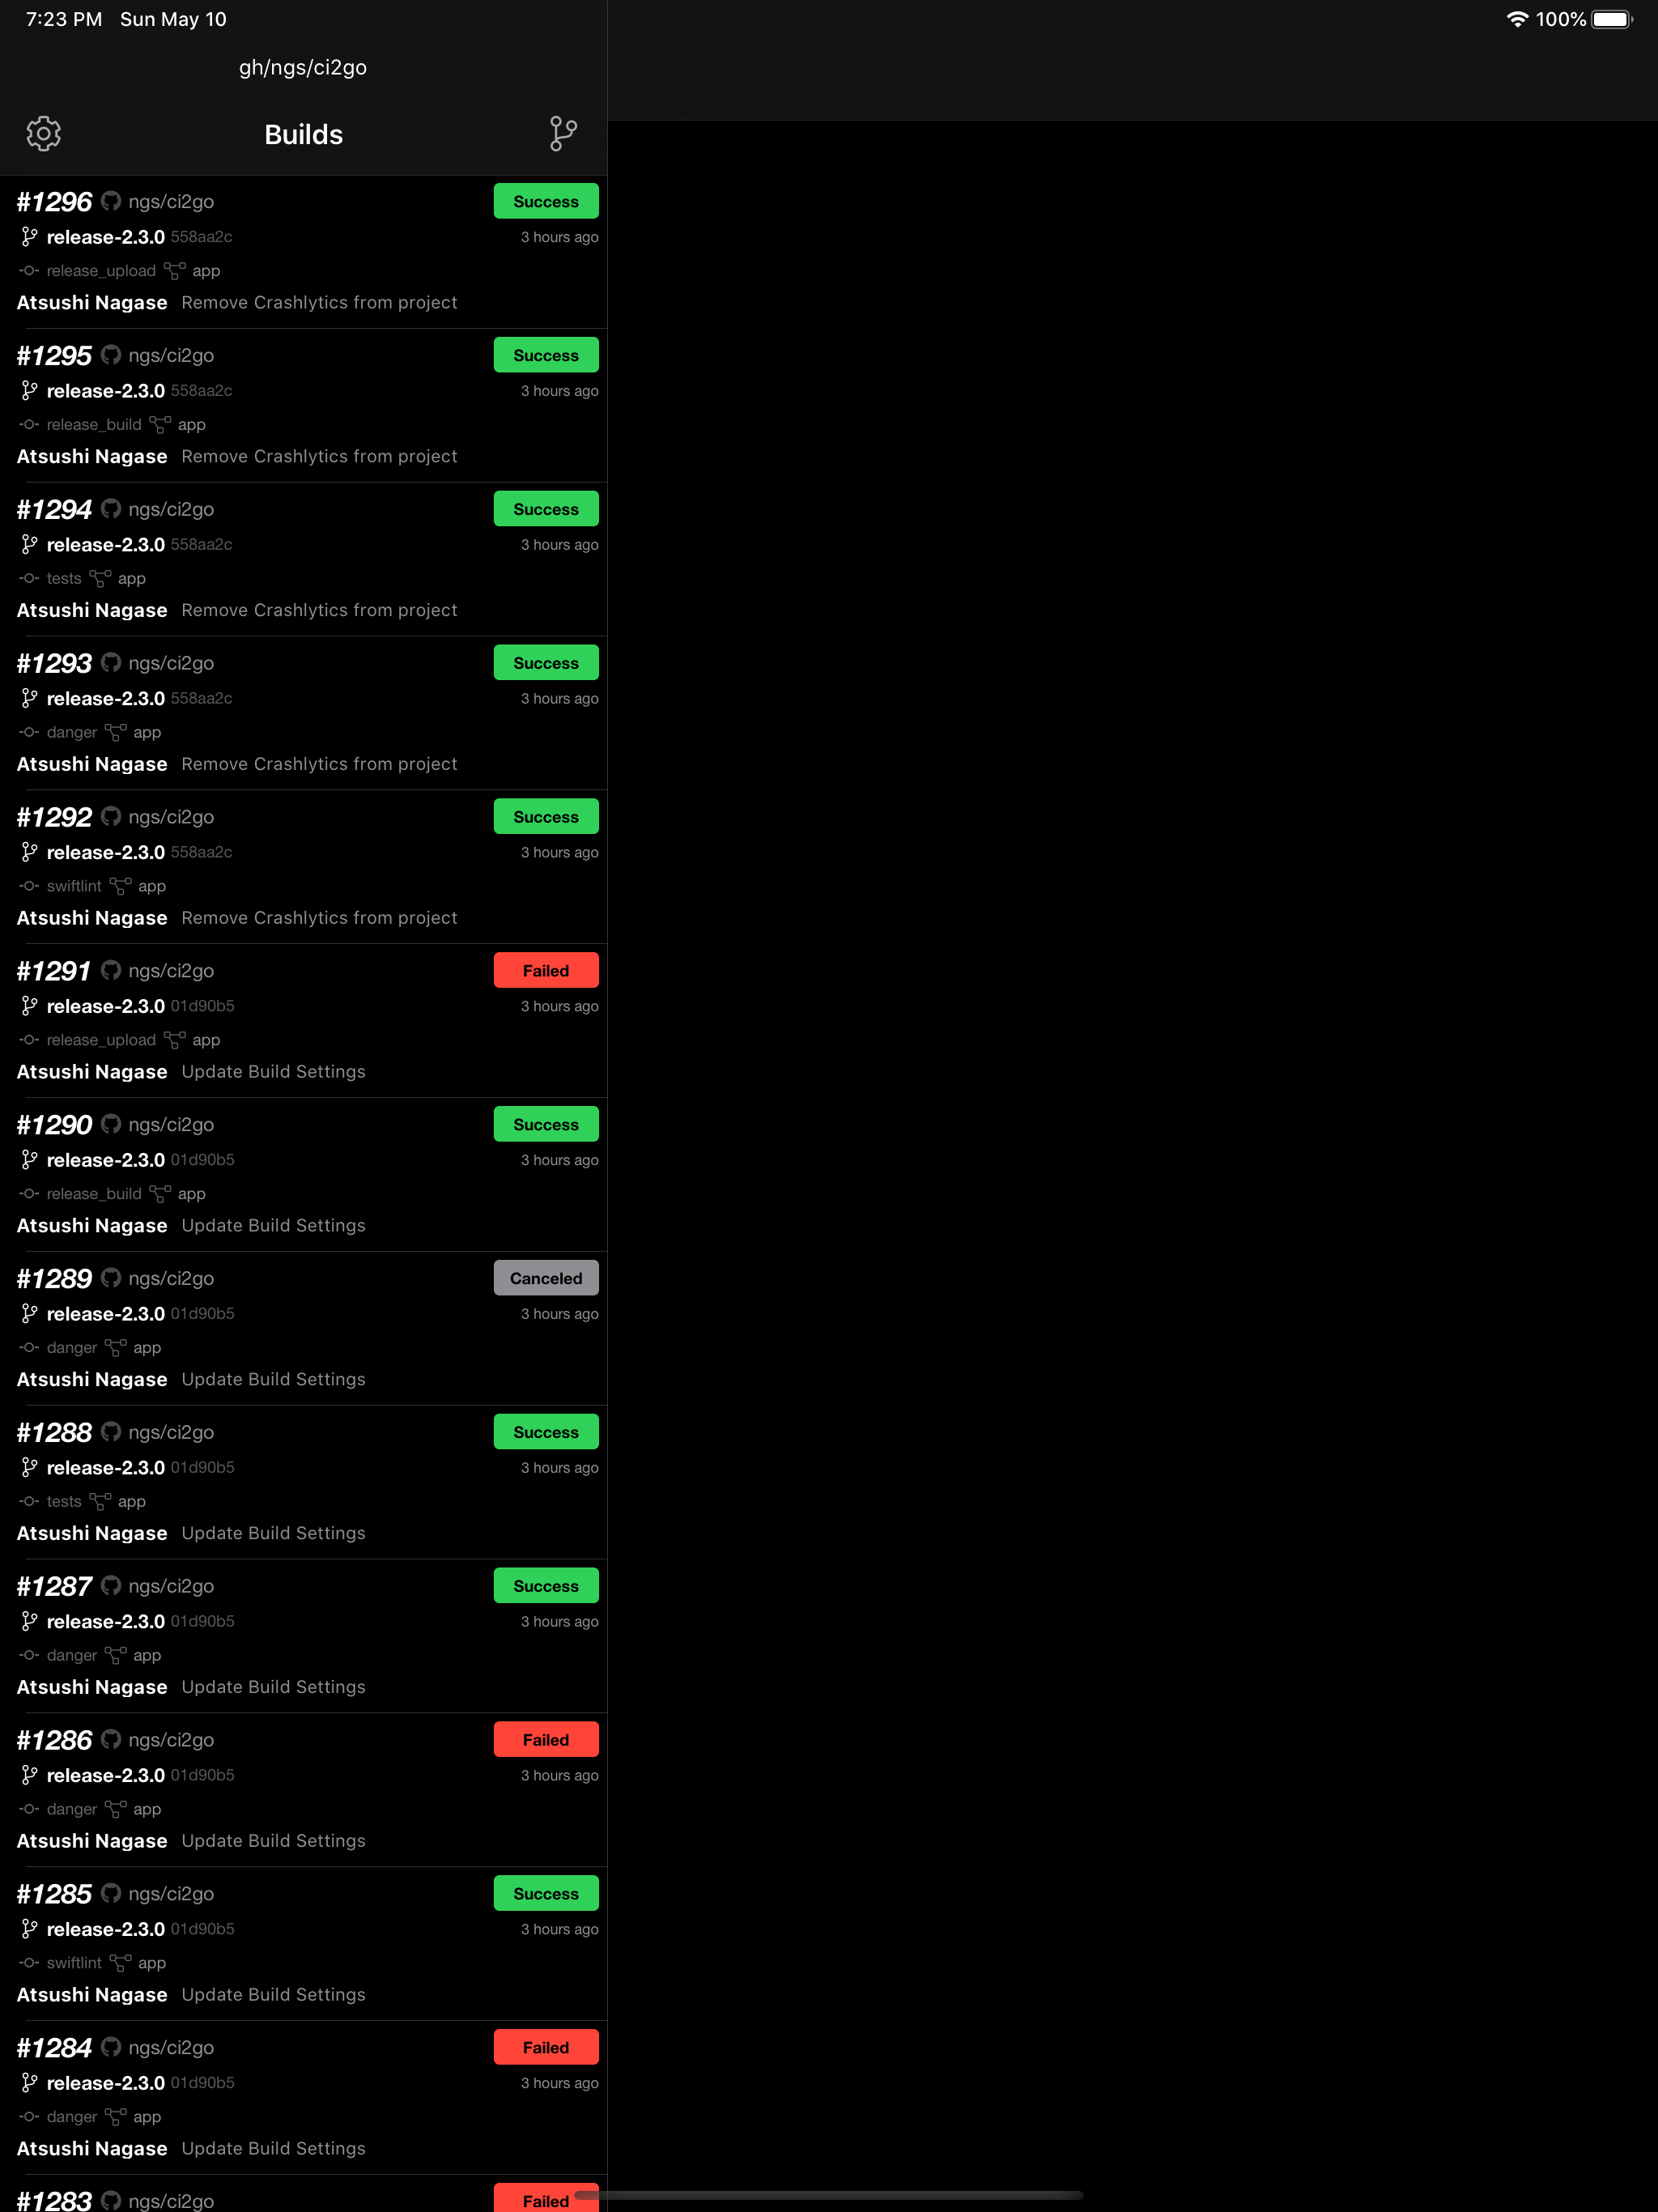 7:23 PM Sun May 10 100%
gh/ngs/ci2go
Builds
#1296 ngs/ci2go Success
release-2.3.0 558aa2c 3 hours ago
release_upload app
Atsushi Nagase Remove Crashlytics from project
#1295 ngs/ci2go Success
release-2.3.0 558aa2c 3 hours ago
release_build app
Atsushi Nagase Remove Crashlytics from project
#1294 ngs/ci2go Success
release-2.3.0 558aa2c 3 hours ago
tests app
Atsushi Nagase Remove Crashlytics from project
#1293 ngs/ci2go Success
release-2.3.0 558aa2c 3 hours ago
danger app
Atsushi Nagase Remove Crashlytics from project
#1292 ngs/ci2go Success
release-2.3.0 558aa2c 3 hours ago
swiftlint app
Atsushi Nagase Remove Crashlytics from project
#1291 ngs/ci2go Failed
release-2.3.0 01d90b5 3 hours ago
release_upload app
Atsushi Nagase Update Build Settings
#1290 ngs/ci2go Success
release-2.3.0 01d90b5 3 hours ago
release_build app
Atsushi Nagase Update Build Settings
#1289 ngs/ci2go Canceled
release-2.3.0 01d90b5 3 hours ago
danger app
Atsushi Nagase Update Build Settings
#1288 ngs/ci2go Success
release-2.3.0 01d90b5 3 hours ago
tests app
Atsushi Nagase Update Build Settings
#1287 ngs/ci2go Success
release-2.3.0 01d90b5 3 hours ago
danger app
Atsushi Nagase Update Build Settings
#1286 ngs/ci2go Failed
release-2.3.0 01d90b5 3 hours ago
danger app
Atsushi Nagase Update Build Settings
#1285 ngs/ci2go Success
release-2.3.0 01d90b5 3 hours ago
swiftlint app
Atsushi Nagase Update Build Settings
#1284 ngs/ci2go Failed
release-2.3.0 01d90b5 3 hours ago
danger app
Atsushi Nagase Update Build Settings
#1283 ngs/ci2go Failed